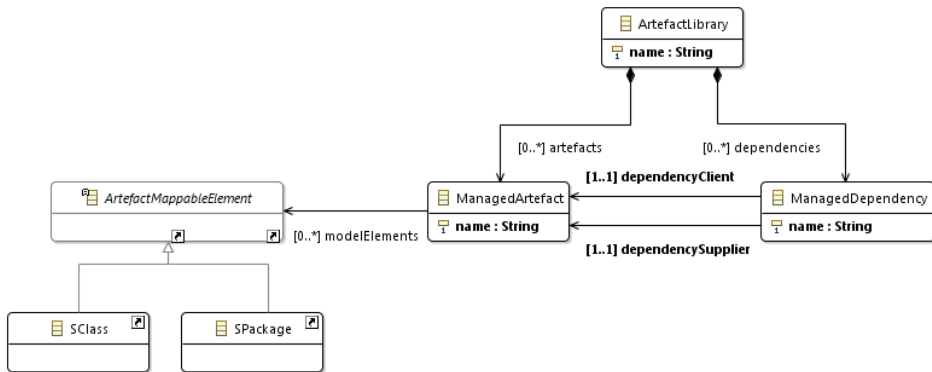 ArtefactLibrary
name : String
[0..*] artefacts
[0..*] dependencies
[1..1] dependencyClient
ArtefactMappableElement
ManagedArtefact
ManagedDependency
name : String
name : String
[0..*] modelElements
[1..1] dependencySupplier
SClass
SPackage